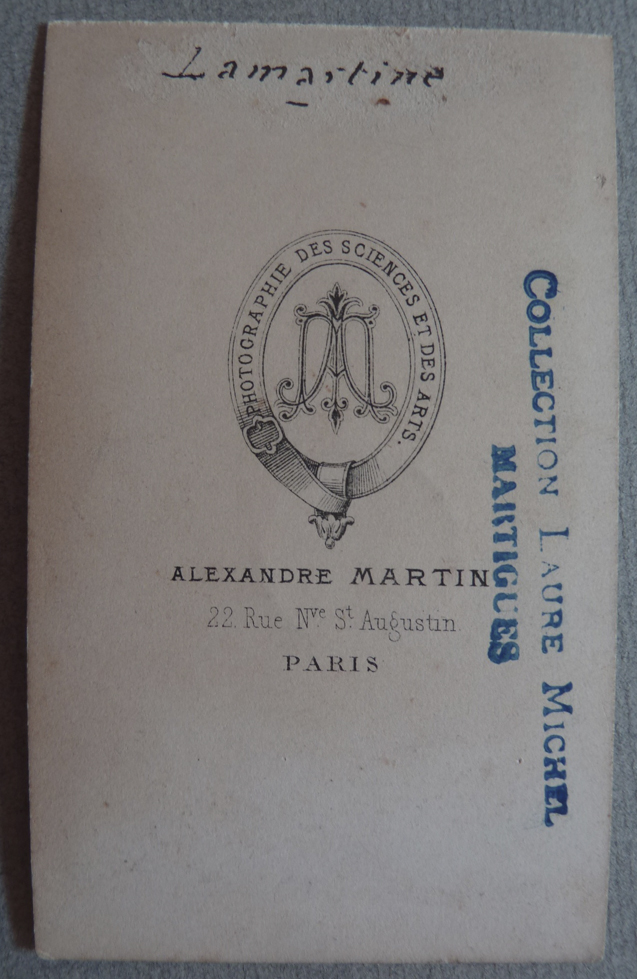 Lamartine
PHOTOGRAPHIE DES SCIENCES ET DES ARTS.
AM
ALEXANDRE MARTIN
22. Rue Nve St. Augustin.
PARIS
COLLECTION LAURE MICHEL
MARTIGUES